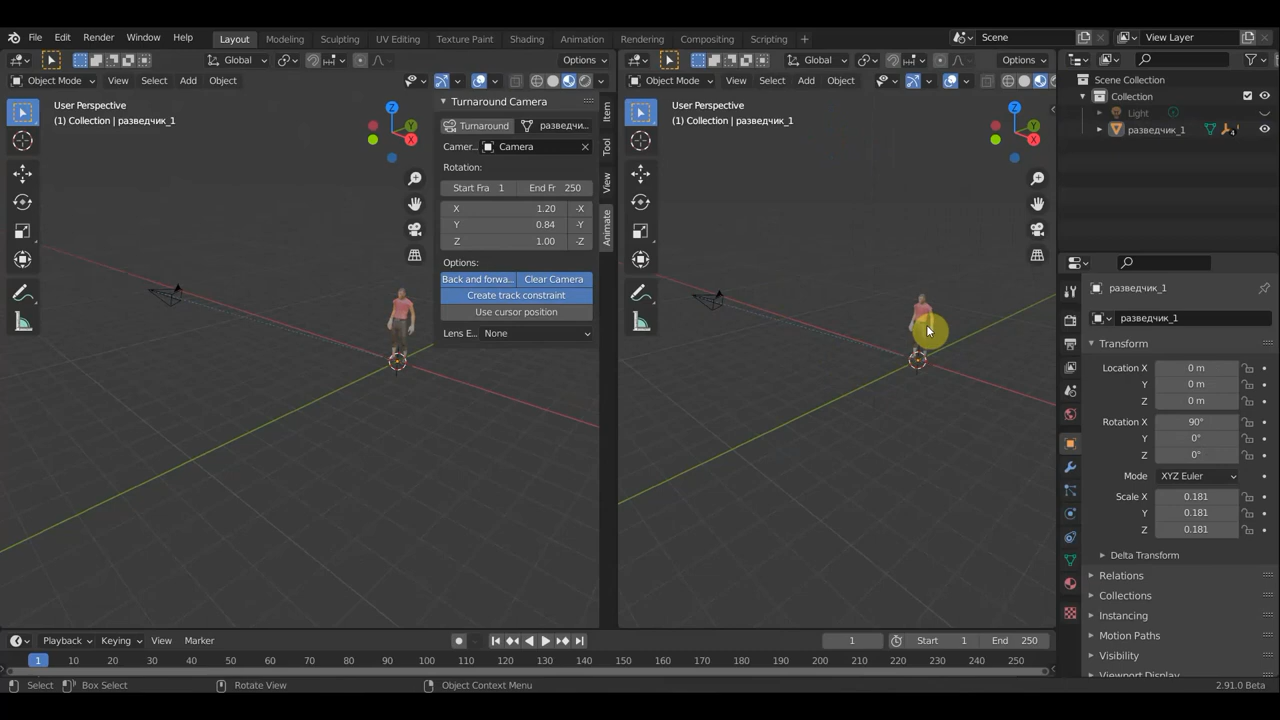 File Edit Render Window Help Layout Modeling Sculpting UV Editing Texture Paint Shading Animation Rendering Compositing Scripting Scene View Layer
Global Options Global Options
Object Mode View Select Add Object Object Mode View Select Add Object
Scene Collection
Collection
Light
разведчик_1
User Perspective
(1) Collection | разведчик_1
Z
Y
X
Turnaround Camera
Turnaround разведчи...
Camer... Camera
Rotation:
Start Fra 1 End Fr 250
X 1.20 -X
Y 0.84 -Y
Z 1.00 -Z
Options:
Back and forwa... Clear Camera
Create track constraint
Use cursor position
Lens E... None
Item
Tool
View
Animate
User Perspective
(1) Collection | разведчик_1
Z
Y
X
разведчик_1
разведчик_1
Transform
Location X 0 m
Y 0 m
Z 0 m
Rotation X 90°
Y 0°
Z 0°
Mode XYZ Euler
Scale X 0.181
Y 0.181
Z 0.181
Delta Transform
Relations
Collections
Instancing
Motion Paths
Visibility
Viewport Display
Playback Keying View Marker 1 Start 1 End 250
1 10 20 30 40 50 60 70 80 90 100 110 120 130 140 150 160 170 180 190 200 210 220 230 240 250
Select Box Select Rotate View Object Context Menu 2.91.0 Beta